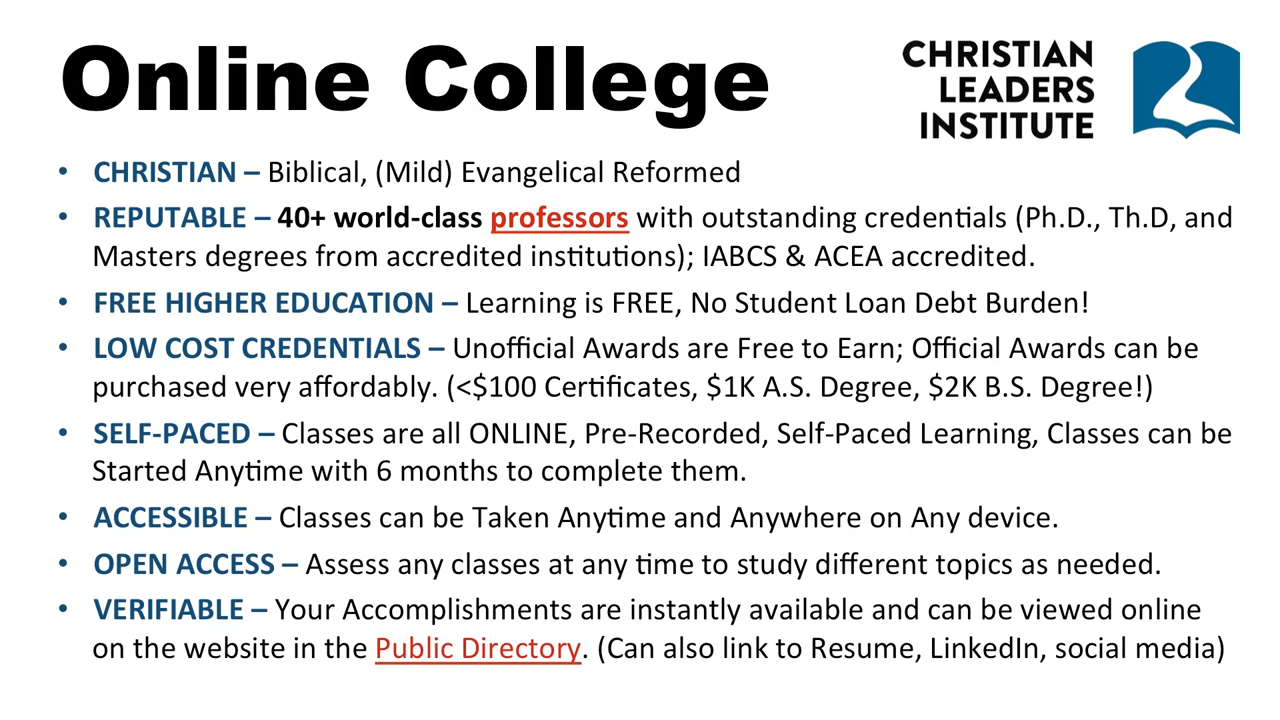 Online College
CHRISTIAN
LEADERS
INSTITUTE
• CHRISTIAN – Biblical, (Mild) Evangelical Reformed
• REPUTABLE – 40+ world-class professors with outstanding credentials (Ph.D., Th.D, and
Masters degrees from accredited institutions); IABCS & ACEA accredited.
• FREE HIGHER EDUCATION – Learning is FREE, No Student Loan Debt Burden!
• LOW COST CREDENTIALS – Unofficial Awards are Free to Earn; Official Awards can be
purchased very affordably. (<$100 Certificates, $1K A.S. Degree, $2K B.S. Degree!)
• SELF-PACED – Classes are all ONLINE, Pre-Recorded, Self-Paced Learning, Classes can be
Started Anytime with 6 months to complete them.
• ACCESSIBLE – Classes can be Taken Anytime and Anywhere on Any device.
• OPEN ACCESS – Assess any classes at any time to study different topics as needed.
• VERIFIABLE – Your Accomplishments are instantly available and can be viewed online
on the website in the Public Directory. (Can also link to Resume, LinkedIn, social media)